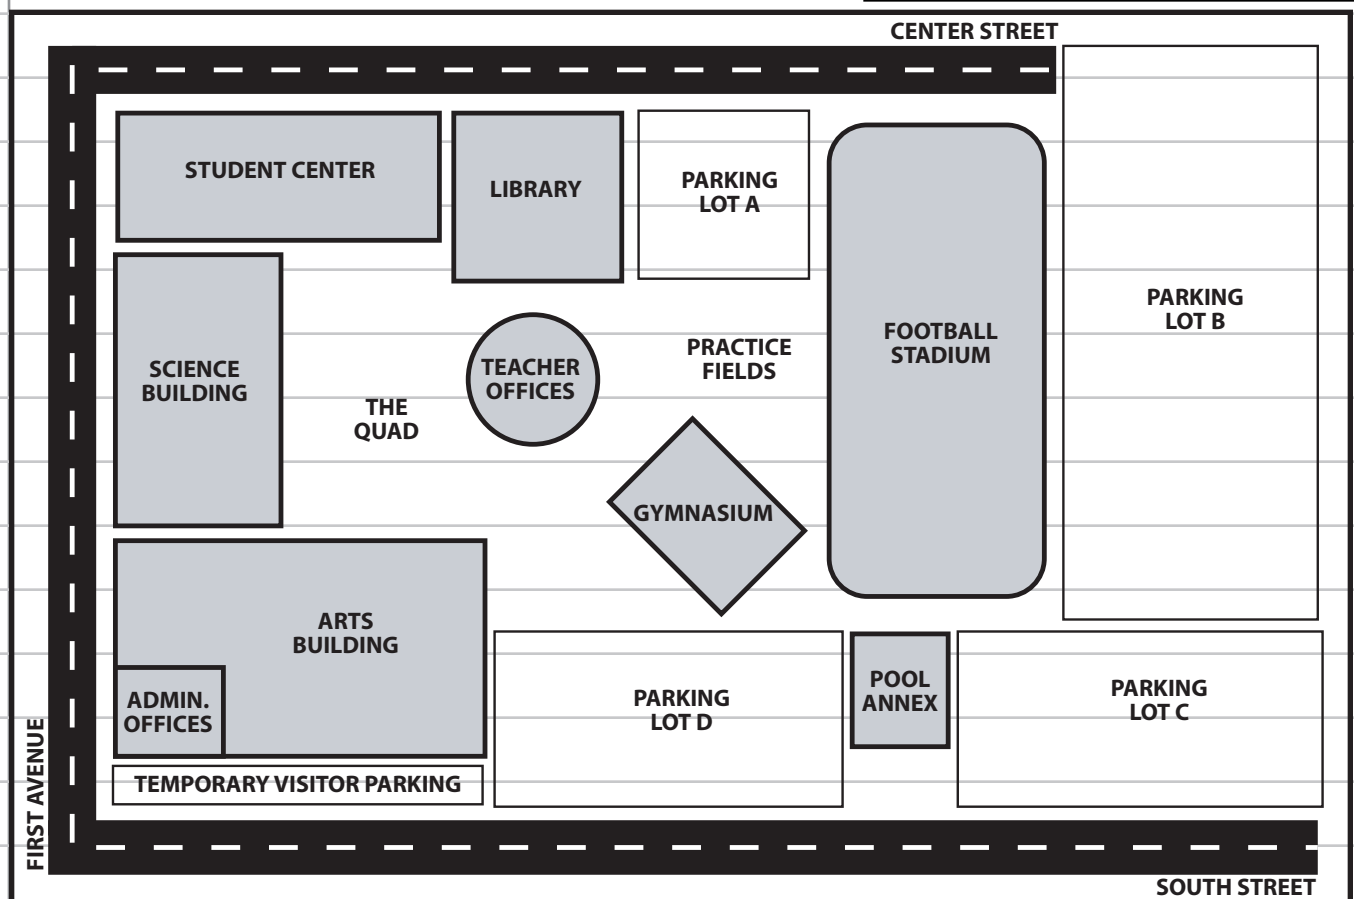 CENTER STREET
STUDENT CENTER
LIBRARY
PARKING
LOT A
PARKING
LOT B
FOOTBALL
STADIUM
PRACTICE
FIELDS
SCIENCE
BUILDING
TEACHER
OFFICES
THE
QUAD
GYMNASIUM
ARTS
BUILDING
ADMIN.
OFFICES
PARKING
LOT D
POOL
ANNEX
PARKING
LOT C
TEMPORARY VISITOR PARKING
FIRST AVENUE
SOUTH STREET